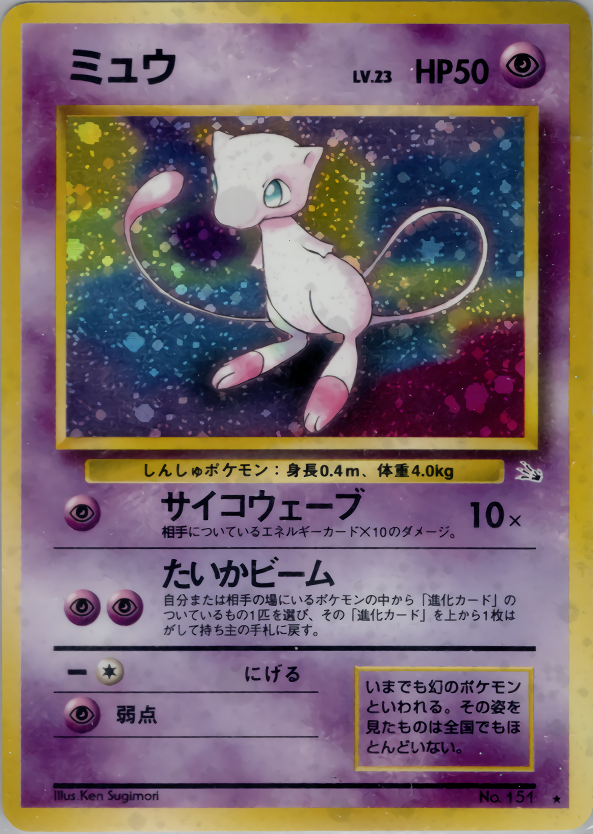 ミュウ LV.23 HP50
しんしゅポケモン：身長0.4m、体重4.0kg
サイコウェーブ 10×
相手についているエネルギーカード×10のダメージ。
たいかビーム
自分または相手の場にいるポケモンの中から「進化カード」の
ついているもの1匹を選び、その「進化カード」を上から1枚は
がして持ち主の手札に戻す。
− にげる
弱点
いまでも幻のポケモン
といわれる。その姿を
見たものは全国でもほ
とんどいない。
Illus.Ken Sugimori No. 151 ★